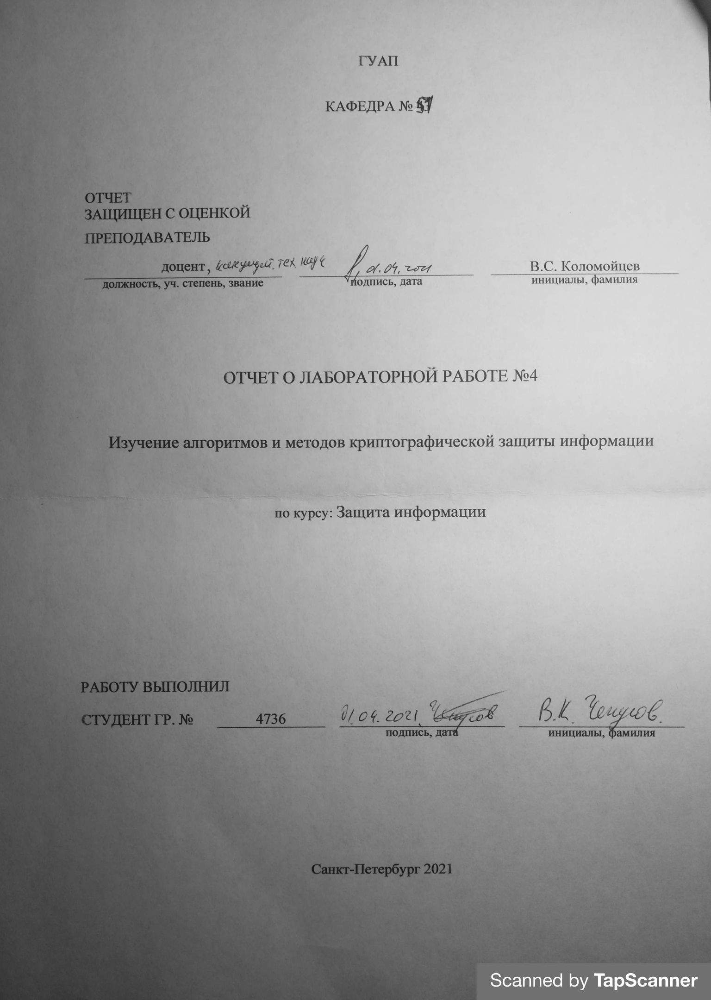 ГУАП
КАФЕДРА № 51
ОТЧЕТ
ЗАЩИЩЕН С ОЦЕНКОЙ
ПРЕПОДАВАТЕЛЬ
доцент, кандидат. тех. наук 01.04.2021 В.С. Коломойцев
должность, уч. степень, звание подпись, дата инициалы, фамилия
ОТЧЕТ О ЛАБОРАТОРНОЙ РАБОТЕ №4
Изучение алгоритмов и методов криптографической защиты информации
по курсу: Защита информации
РАБОТУ ВЫПОЛНИЛ
СТУДЕНТ ГР. № 4736 01.04.2021. В.К. Чепулов.
подпись, дата инициалы, фамилия
Санкт-Петербург 2021
Scanned by TapScanner